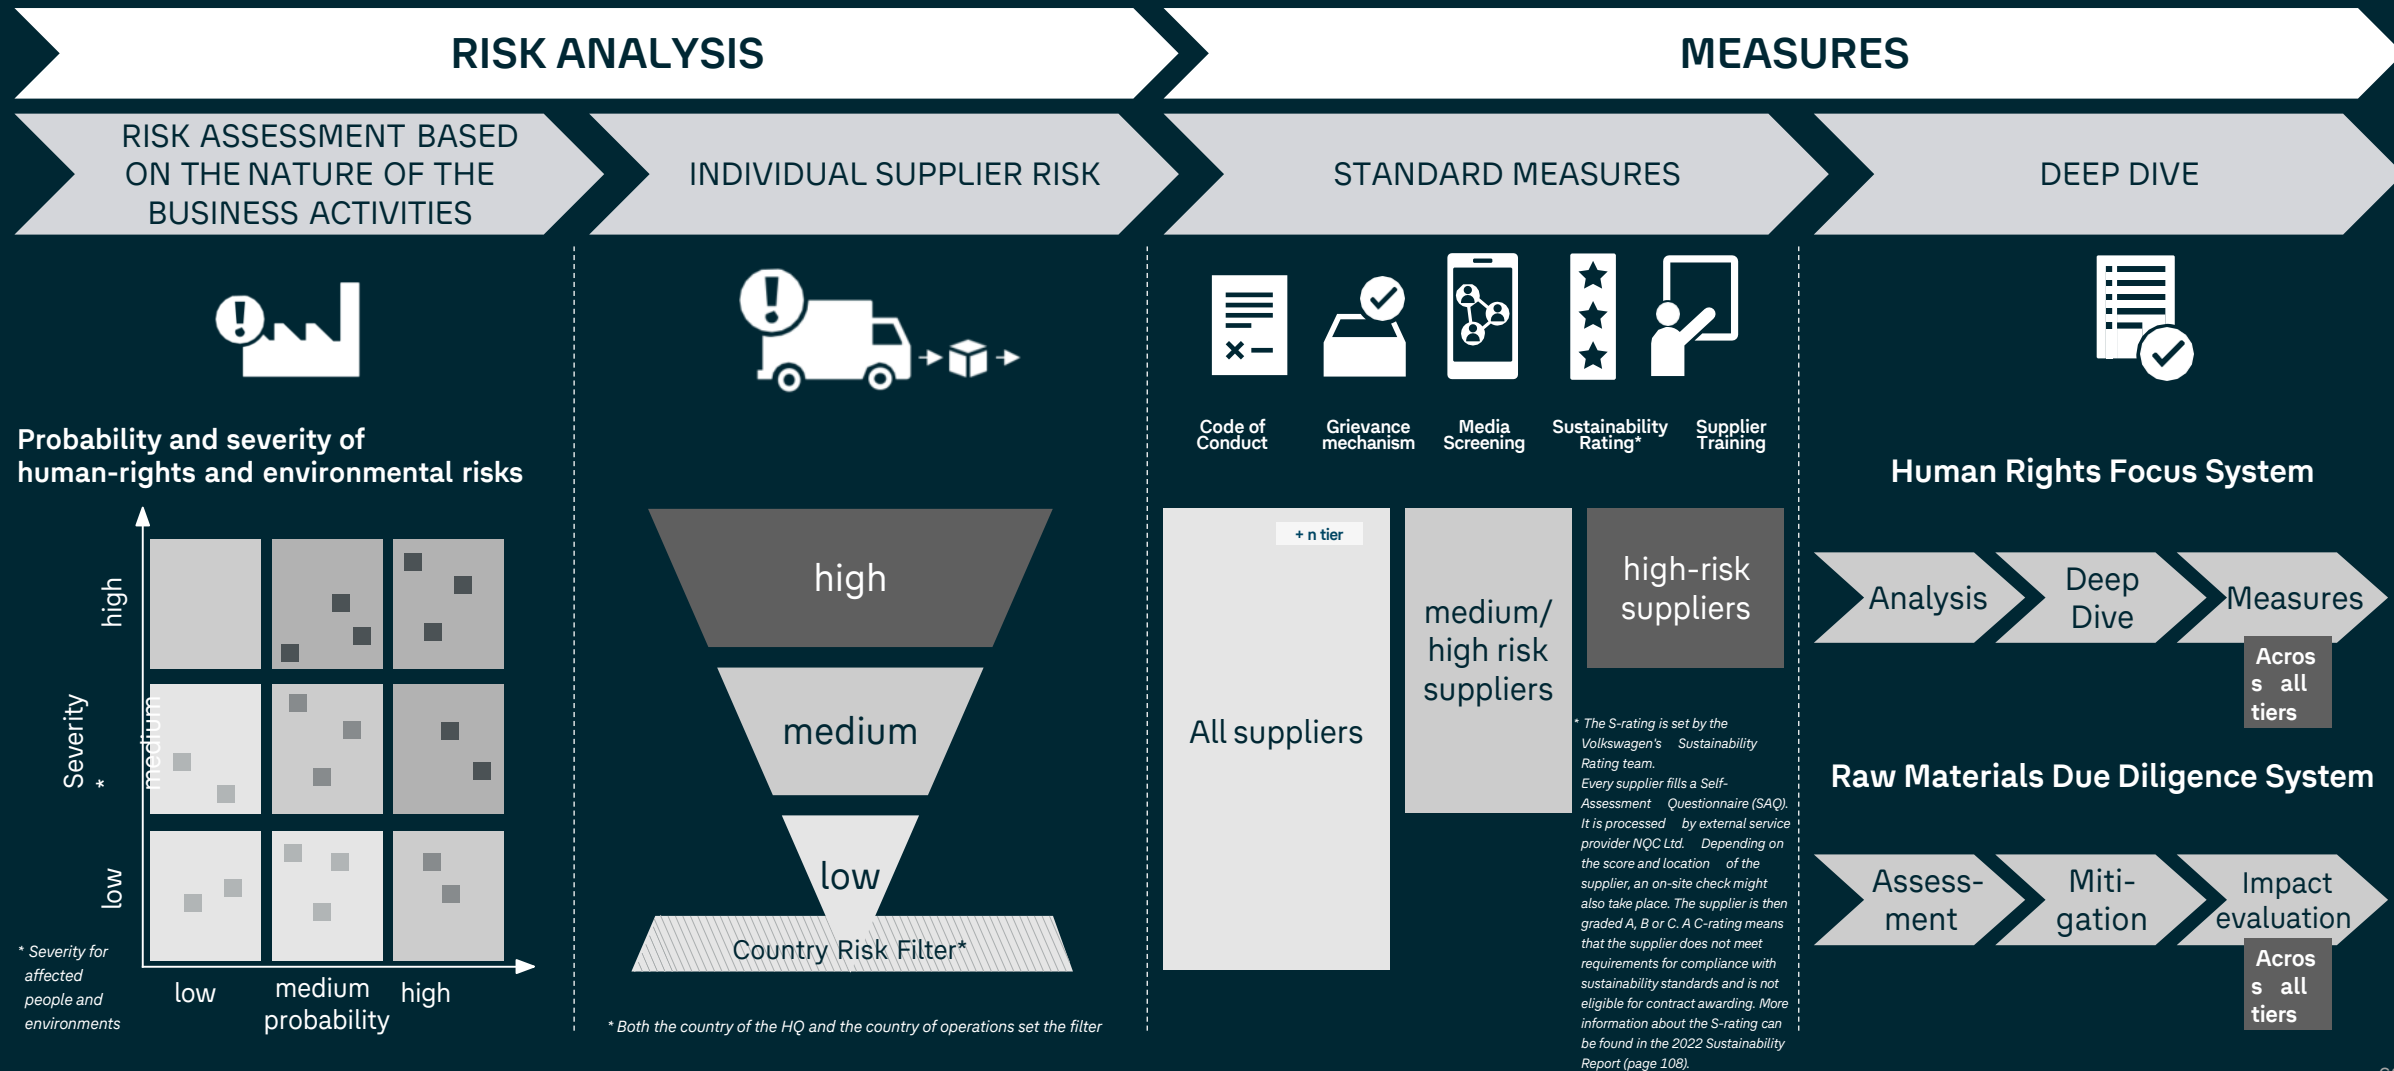 RISK ANALYSIS
MEASURES
RISK ASSESSMENT BASED
ON THE NATURE OF THE
BUSINESS ACTIVITIES
INDIVIDUAL SUPPLIER RISK
STANDARD MEASURES
DEEP DIVE
Probability and severity of
human-rights and environmental risks
high
medium
low
Severity
*
low
medium
high
probability
* Severity for
affected
people and
environments
high
medium
low
Country Risk Filter*
* Both the country of the HQ and the country of operations set the filter
Code of
Conduct
Grievance
mechanism
Media
Screening
Sustainability
Rating*
Supplier
Training
+ n tier
All suppliers
medium/
high risk
suppliers
high-risk
suppliers
* The S-rating is set by the
Volkswagen's Sustainability
Rating team.
Every supplier fills a Self-
Assessment Questionnaire (SAQ).
It is processed by external service
provider NQC Ltd. Depending on
the score and location of the
supplier, an on-site check might
also take place. The supplier is then
graded A, B or C. A C-rating means
that the supplier does not meet
requirements for compliance with
sustainability standards and is not
eligible for contract awarding. More
information about the S-rating can
be found in the 2022 Sustainability
Report (page 108).
Human Rights Focus System
Analysis
Deep
Dive
Measures
Acros
s all
tiers
Raw Materials Due Diligence System
Assess-
ment
Miti-
gation
Impact
evaluation
Acros
s all
tiers